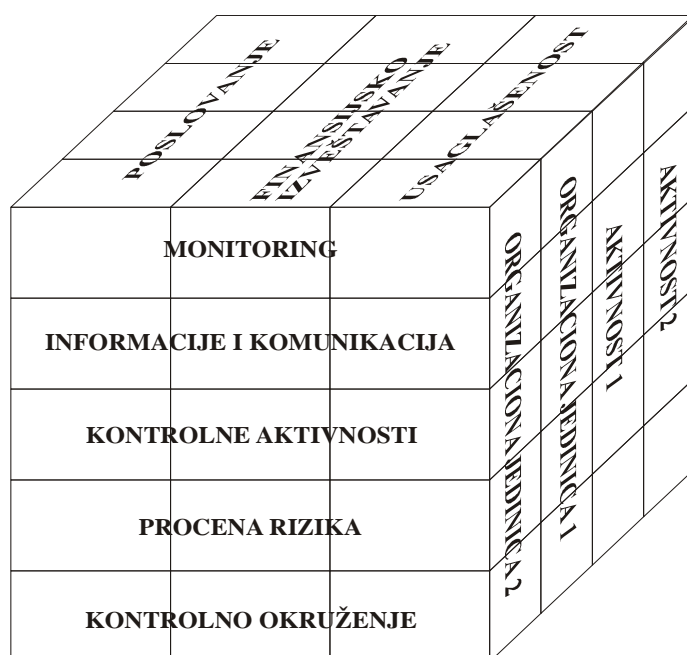 POSLOVANJE
FINANSIJSKO
IZVEŠTAVANJE
USAGLAŠENOST
MONITORING
INFORMACIJE I KOMUNIKACIJA
KONTROLNE AKTIVNOSTI
PROCENA RIZIKA
KONTROLNO OKRUŽENJE
ORGANIZACIONA JEDINICA 2
ORGANIZACIONA JEDINICA 1
AKTIVNOST 1
AKTIVNOST 2